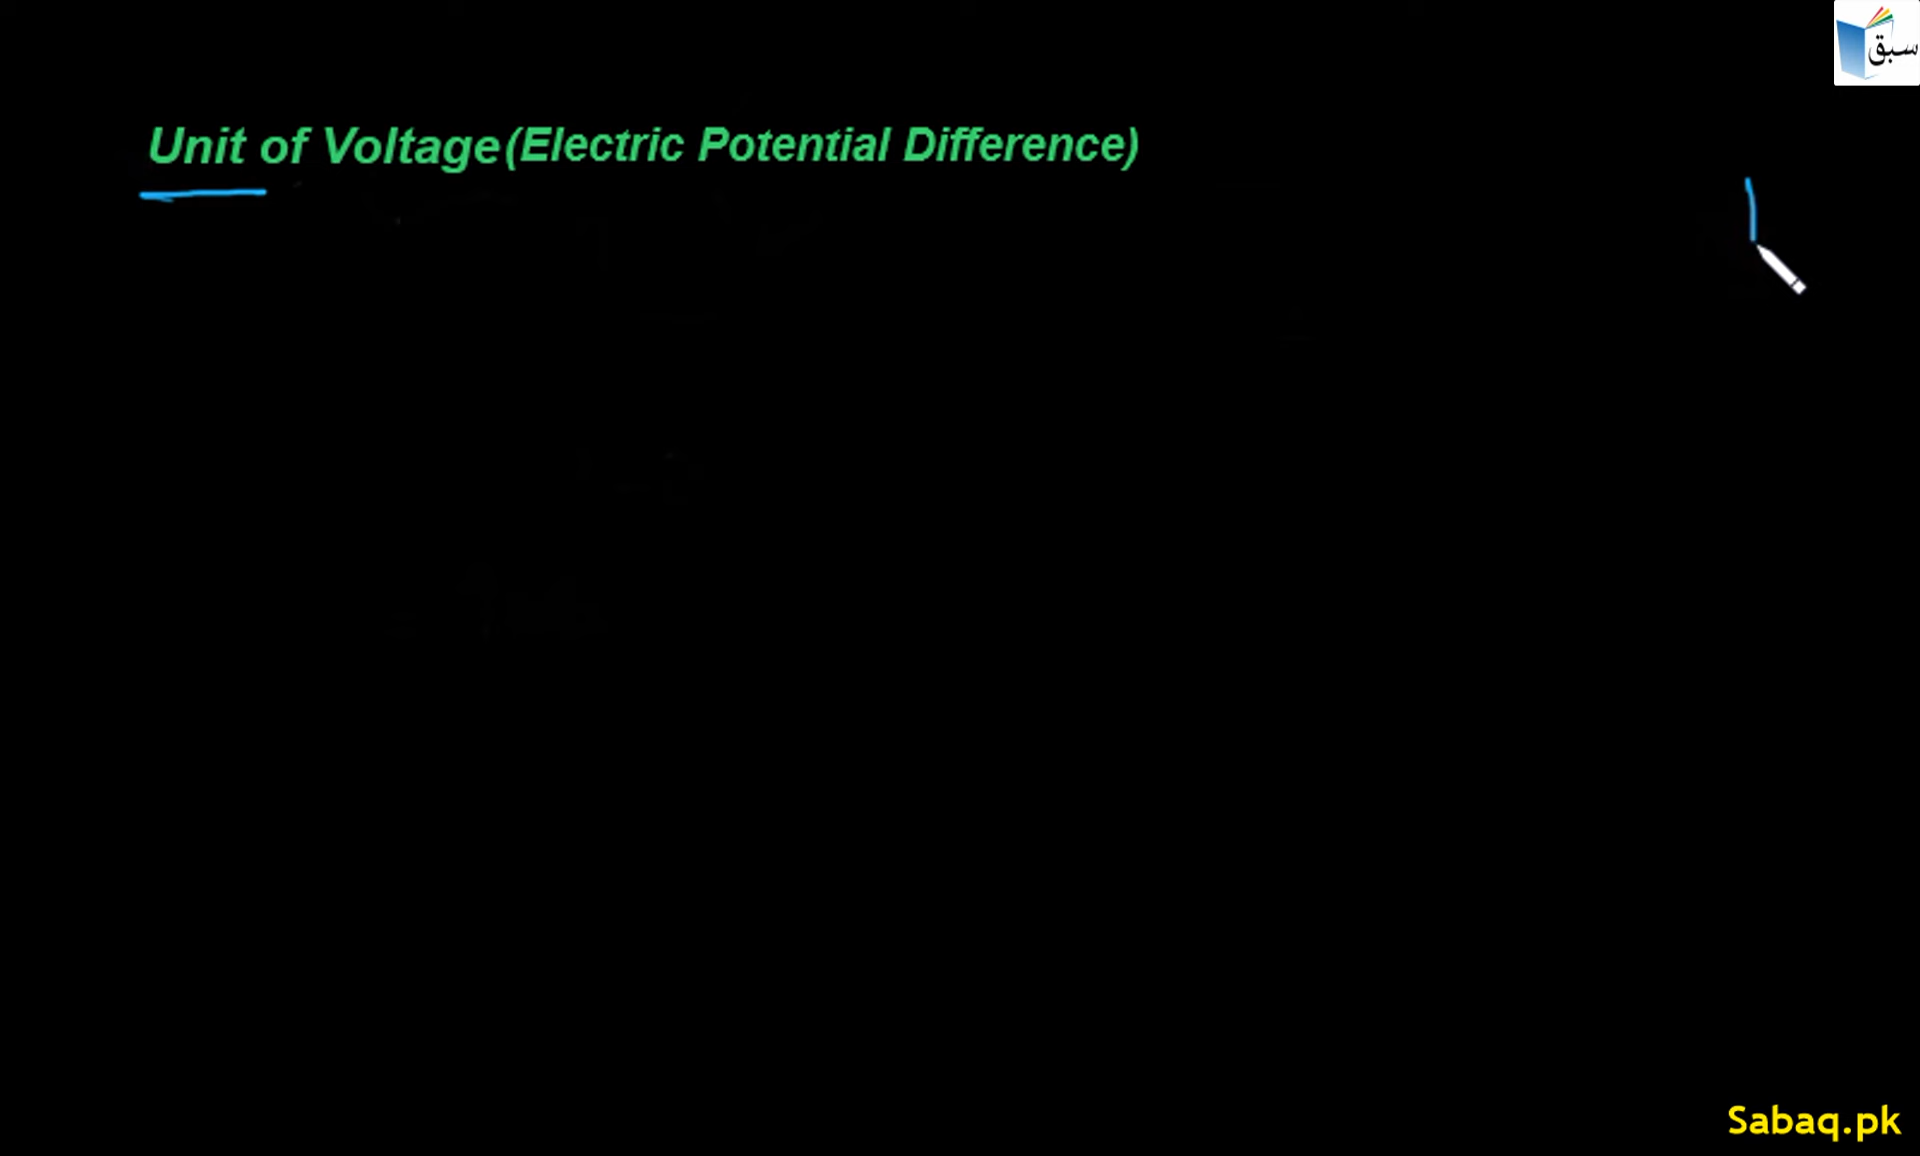 سبق
Unit of Voltage(Electric Potential Difference)
Sabaq.pk